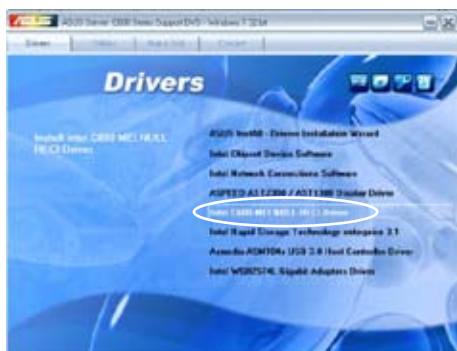 ASUS Server C600 Series Support DVD - Windows 7 32bit
Drivers
Utilities
Make Disk
Contact
Drivers
Install Intel C600 MEI NULL HECI Driver.
ASUS InstAll - Drivers Installation Wizard
Intel Chipset Device Software
Intel Network Connections Software
ASPEED AST2300 / AST1300 Display Driver
Intel C600 MEI NULL HECI Driver
Intel Rapid Storage Technology enterprise 3.1
Asmedia ASM104x USB 3.0 Host Controller Driver
Intel WG82574L Gigabit Adapters Driver